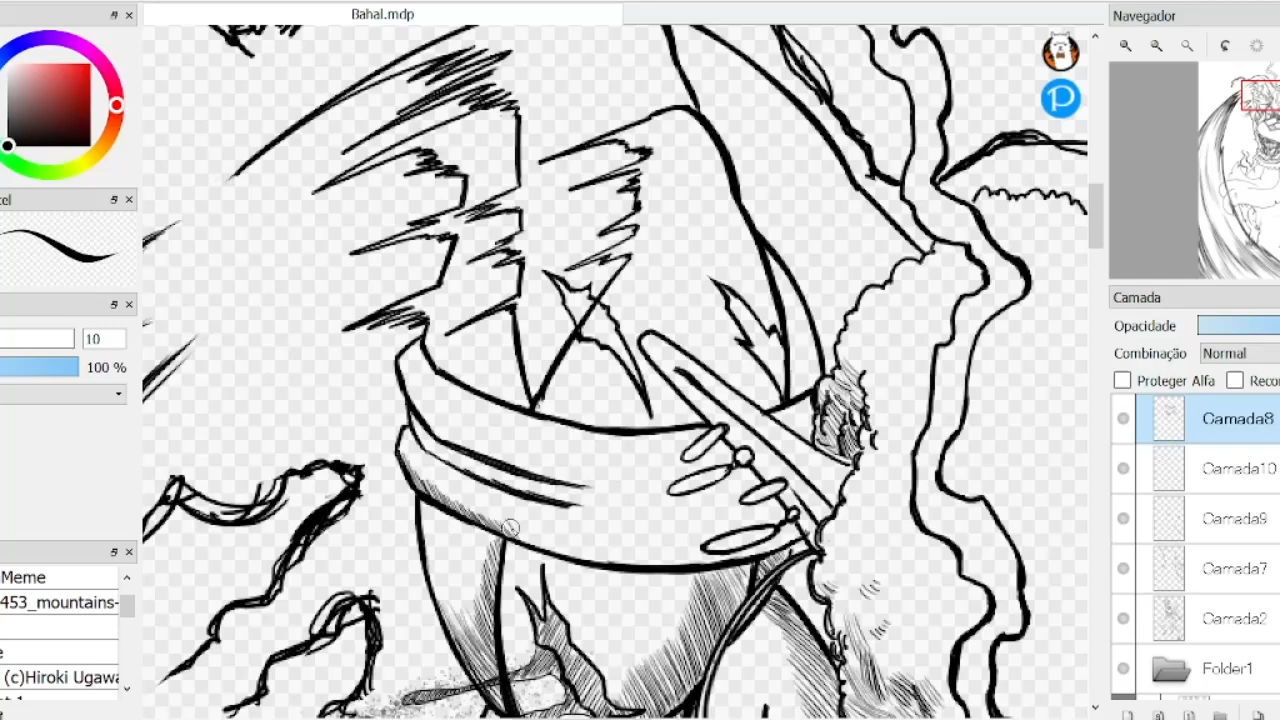 Bahal.mdp
Navegador
cel
10
100 %
Meme
453_mountains-
e
(c)Hiroki Ugawa
Camada
Opacidade
Combinação
Normal
Proteger Alfa
Reco
Camada8
Camada10
Camada9
Camada7
Camada2
Folder1